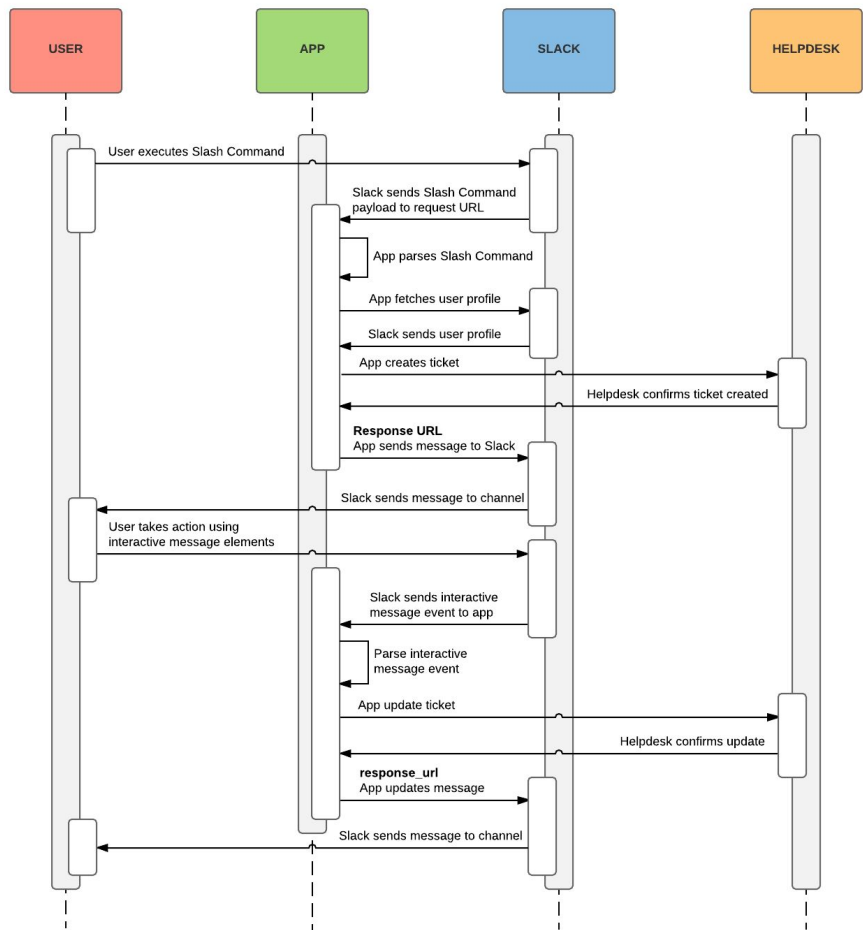 USER
APP
SLACK
HELPDESK
User executes Slash Command
Slack sends Slash Command
payload to request URL
App parses Slash Command
App fetches user profile
Slack sends user profile
App creates ticket
Helpdesk confirms ticket created
Response URL
App sends message to Slack
Slack sends message to channel
User takes action using
interactive message elements
Slack sends interactive
message event to app
Parse interactive
message event
App update ticket
Helpdesk confirms update
response_url
App updates message
Slack sends message to channel